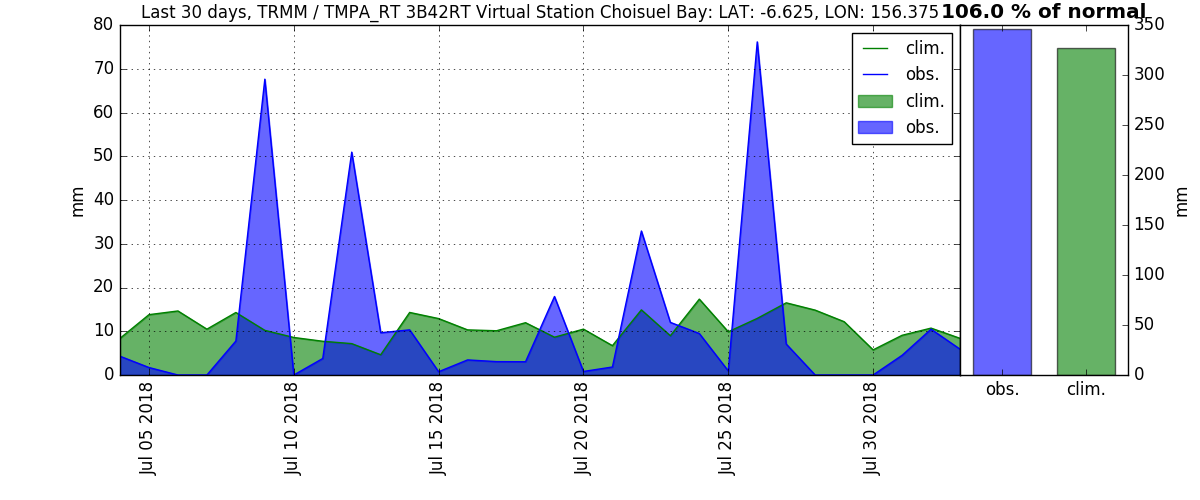 Last 30 days, TRMM / TMPA_RT 3B42RT Virtual Station Choisuel Bay: LAT: -6.625, LON: 156.375
106.0 % of normal
80
70
60
50
40
30
20
10
0
mm
clim.
obs.
clim.
obs.
Jul 05 2018
Jul 10 2018
Jul 15 2018
Jul 20 2018
Jul 25 2018
Jul 30 2018
350
300
250
200
150
100
50
0
mm
obs.
clim.